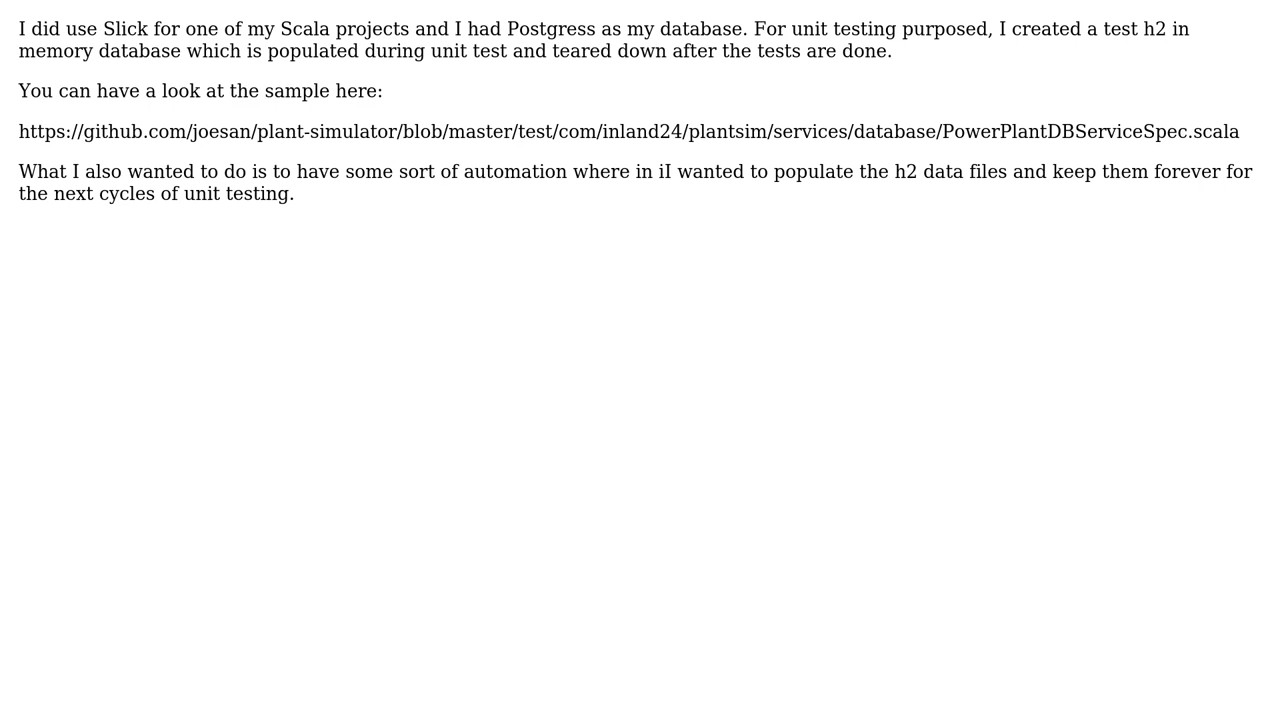 I did use Slick for one of my Scala projects and I had Postgress as my database. For unit testing purposed, I created a test h2 in
memory database which is populated during unit test and teared down after the tests are done.
You can have a look at the sample here:
https://github.com/joesan/plant-simulator/blob/master/test/com/inland24/plantsim/services/database/PowerPlantDBServiceSpec.scala
What I also wanted to do is to have some sort of automation where in iI wanted to populate the h2 data files and keep them forever for
the next cycles of unit testing.